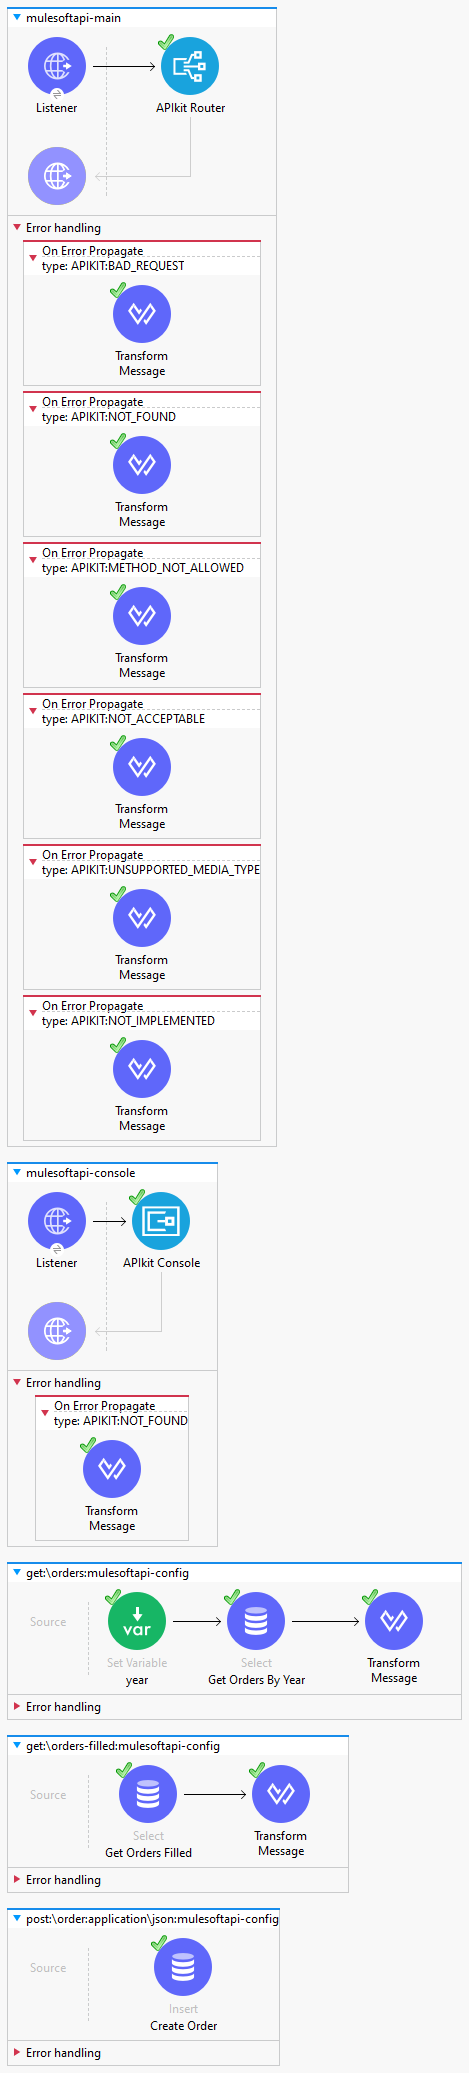 mulesoftapi-main
Listener
APIkit Router
Error handling
On Error Propagate
type: APIKIT:BAD_REQUEST
Transform
Message
On Error Propagate
type: APIKIT:NOT_FOUND
Transform
Message
On Error Propagate
type: APIKIT:METHOD_NOT_ALLOWED
Transform
Message
On Error Propagate
type: APIKIT:NOT_ACCEPTABLE
Transform
Message
On Error Propagate
type: APIKIT:UNSUPPORTED_MEDIA_TYPE
Transform
Message
On Error Propagate
type: APIKIT:NOT_IMPLEMENTED
Transform
Message
mulesoftapi-console
Listener
APIkit Console
Error handling
On Error Propagate
type: APIKIT:NOT_FOUND
Transform
Message
get:\orders:mulesoftapi-config
Source
var
Set Variable
year
Select
Get Orders By Year
Transform
Message
Error handling
get:\orders-filled:mulesoftapi-config
Source
Select
Get Orders Filled
Transform
Message
Error handling
post:\order:application\json:mulesoftapi-config
Source
Insert
Create Order
Error handling